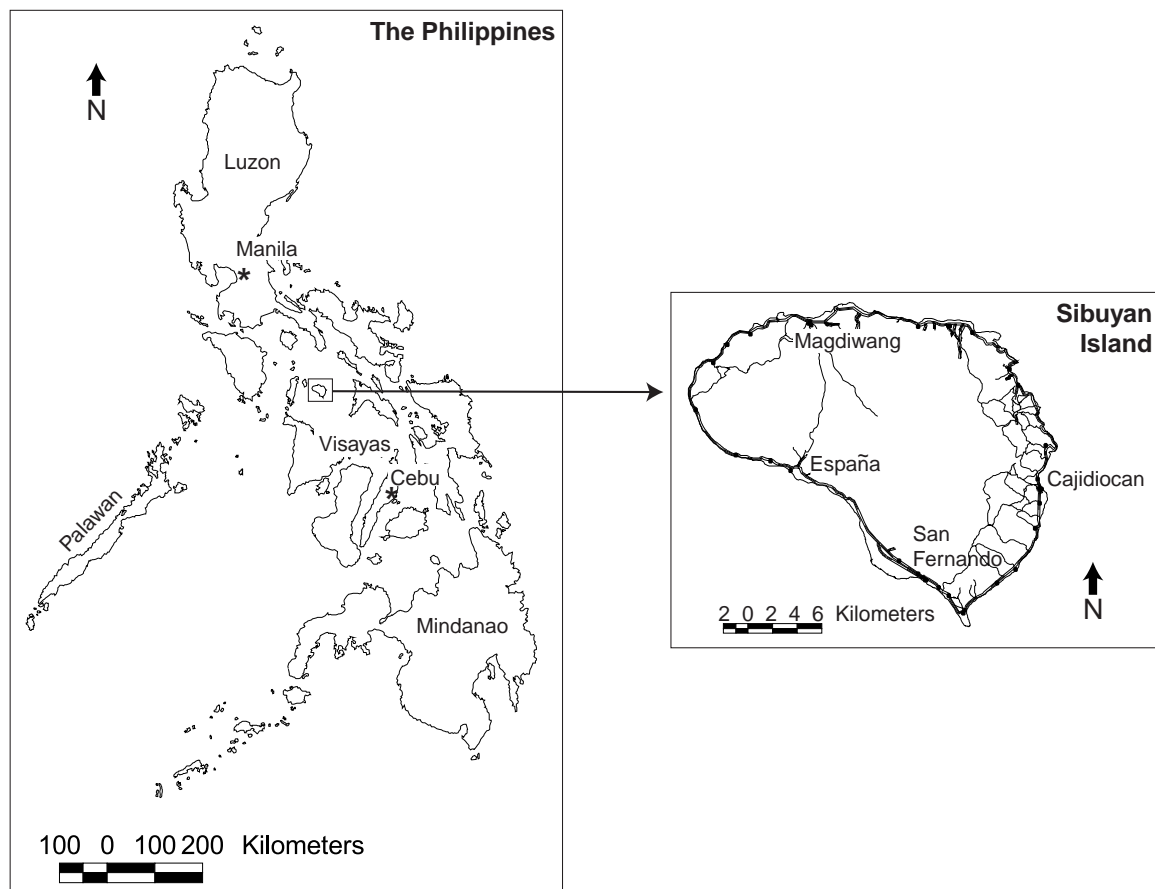 The Philippines
N
Luzon
Manila
*
Visayas
Cebu
*
Palawan
Mindanao
100 0 100 200 Kilometers
Sibuyan
Island
Magdiwang
España
Cajidiocan
San
Fernando
N
2 0 2 4 6 Kilometers